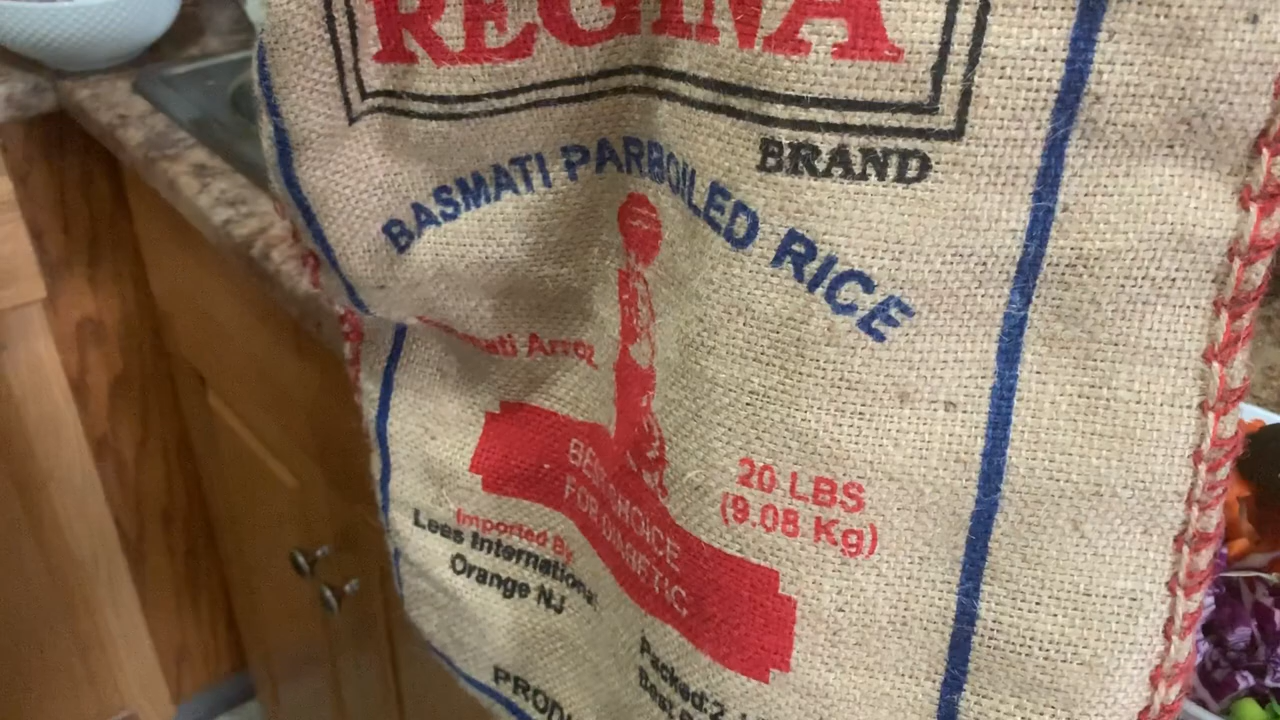 REGINA
BRAND
BASMATI PARBOILED RICE
Arroz
BEST CHOICE
FOR DIABETIC
20 LBS
(9.08 Kg)
Imported By
Lees International
Orange NJ
Packed: